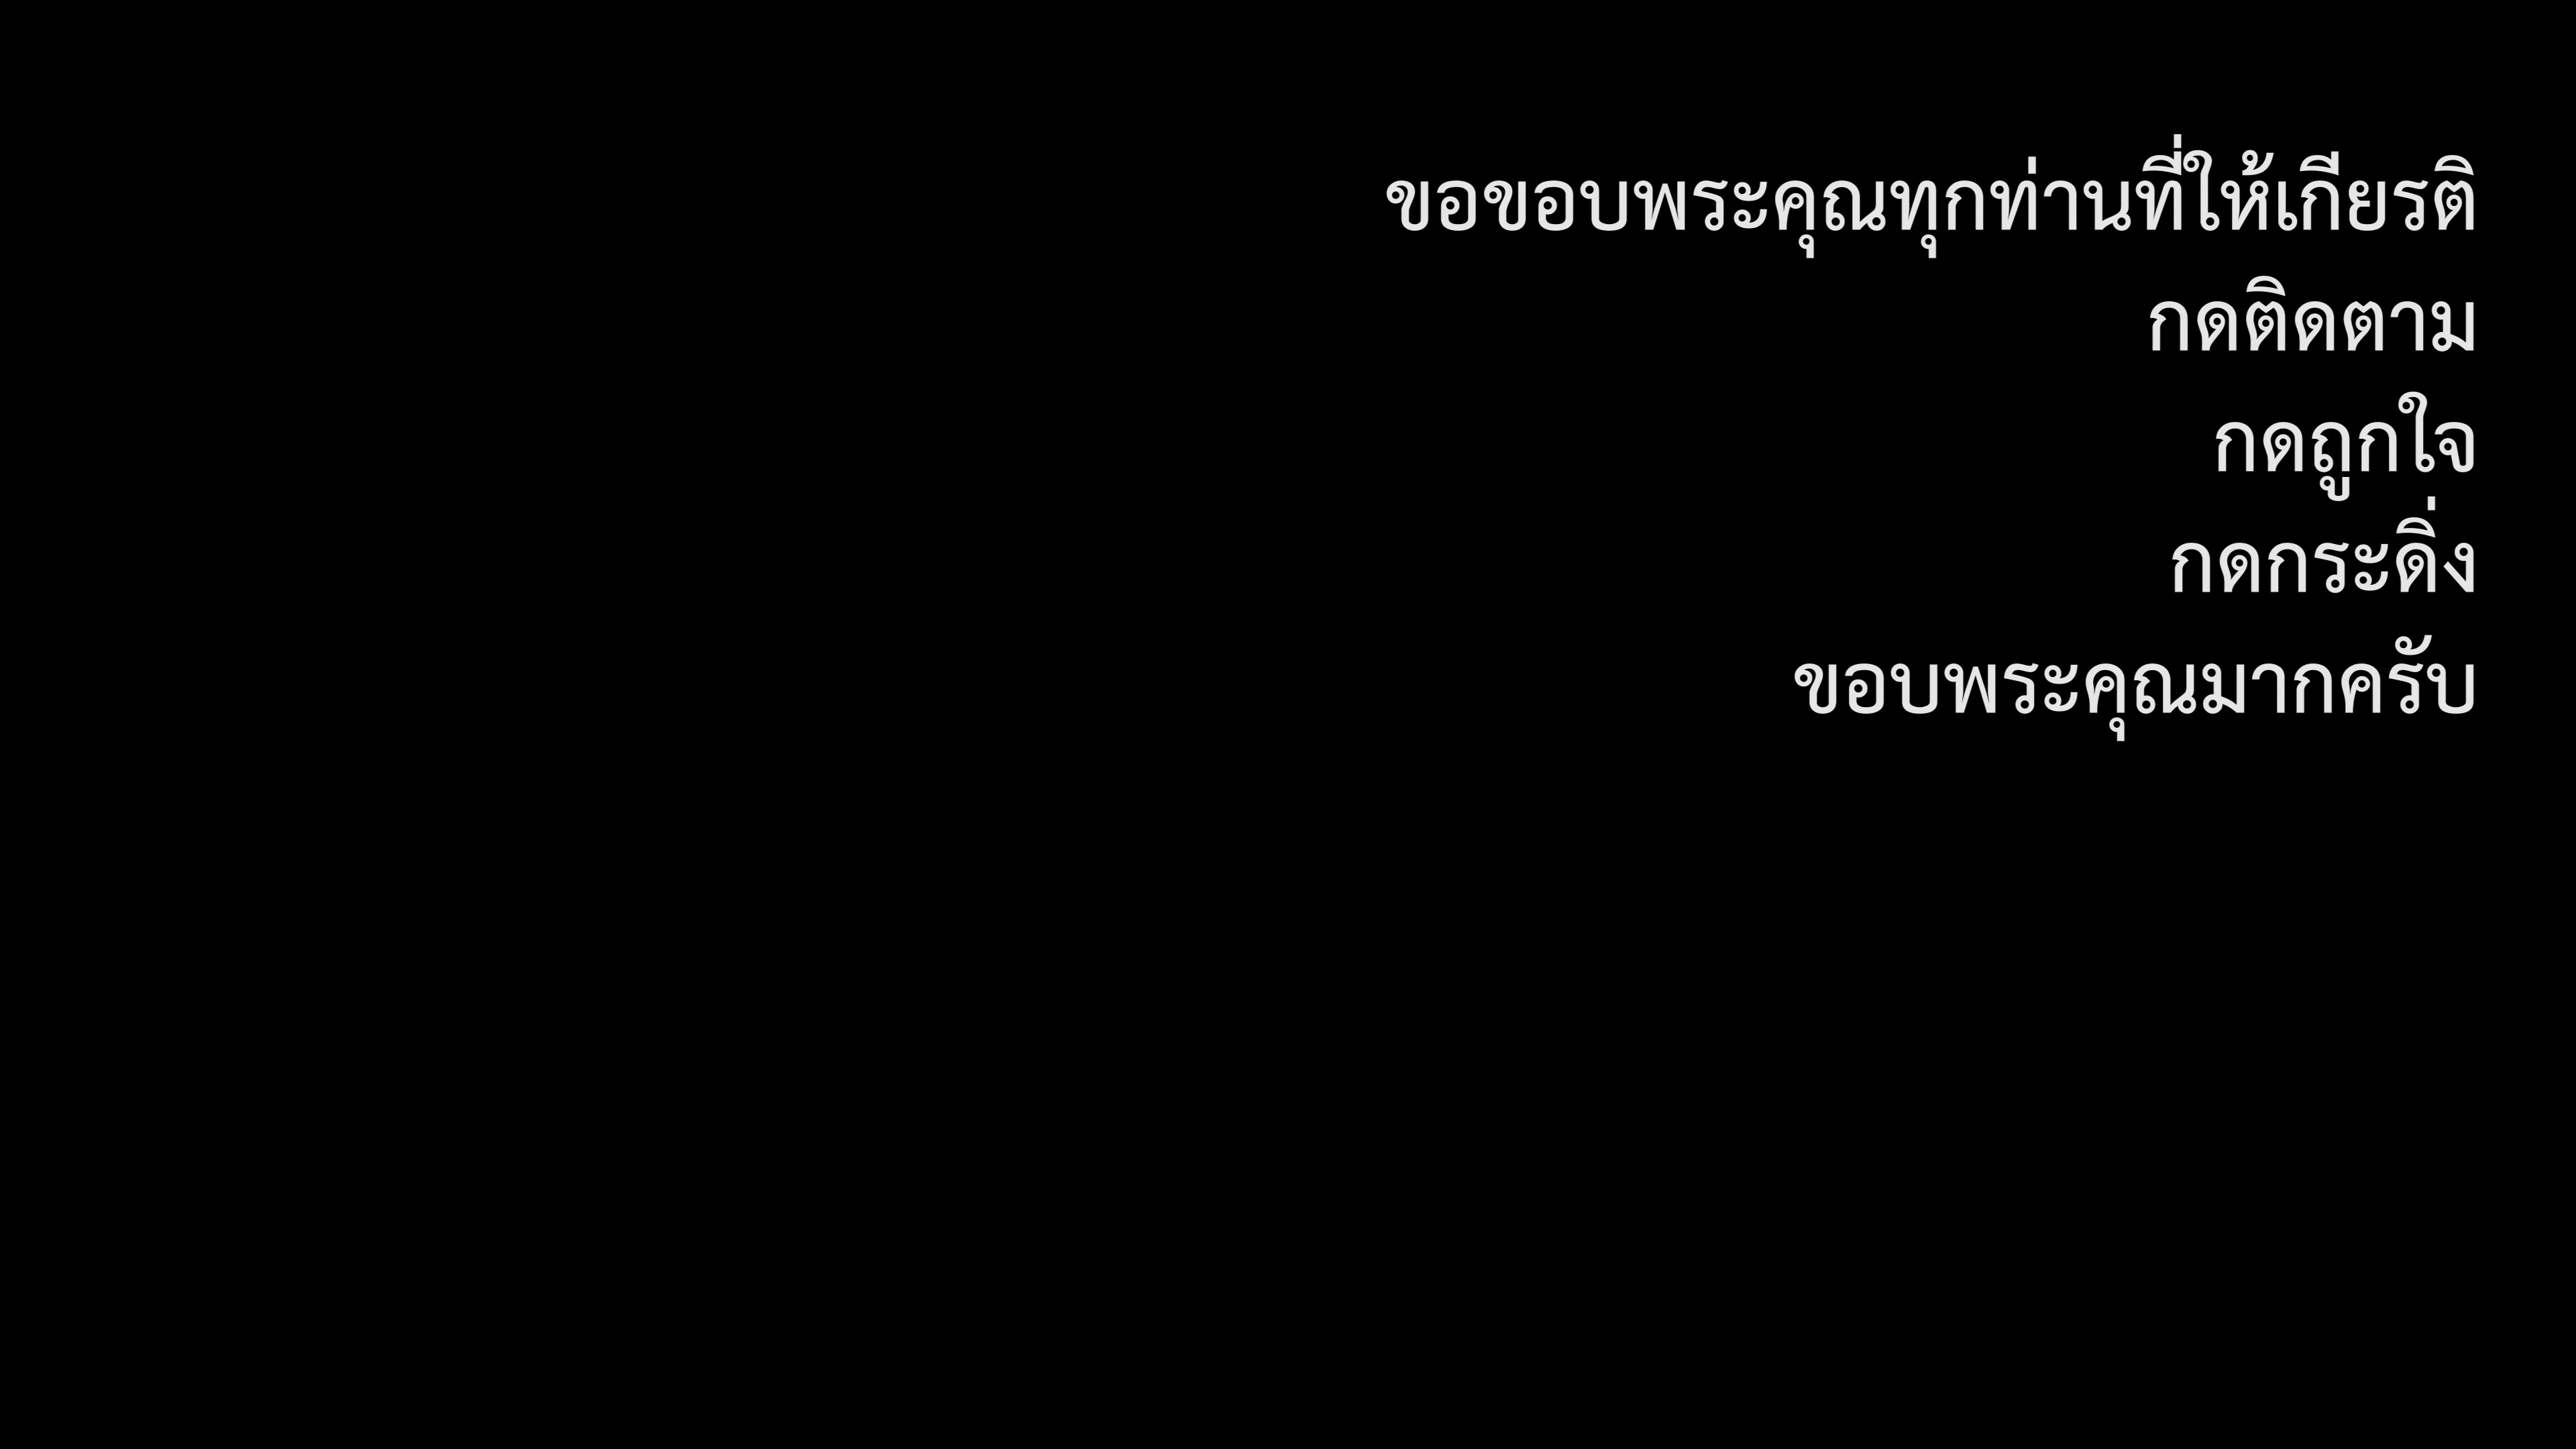 ขอขอบพระคุณทุกท่านที่ให้เกียรติ
กดติดตาม
กดถูกใจ
กดกระดิ่ง
ขอบพระคุณมากครับ